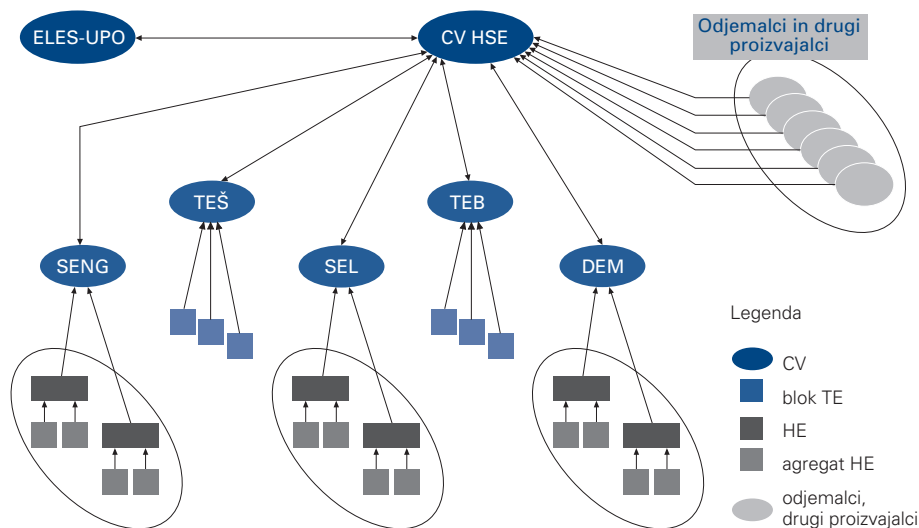 ELES-UPO
CV HSE
Odjemalci in drugi
proizvajalci
TEŠ
TEB
SENG
SEL
DEM
Legenda
CV
blok TE
HE
agregat HE
odjemalci,
drugi proizvajalci